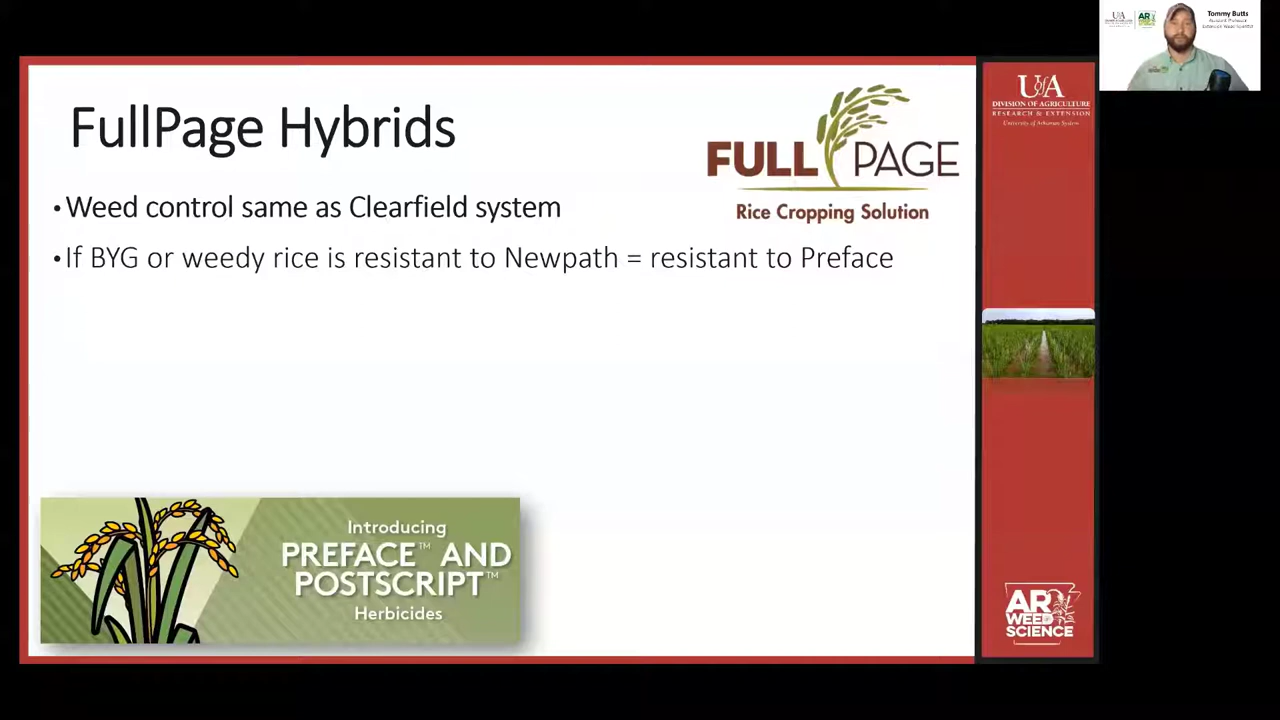 Tommy Butts
FullPage Hybrids
FULL PAGE
Rice Cropping Solution
• Weed control same as Clearfield system
• If BYG or weedy rice is resistant to Newpath = resistant to Preface
Introducing
PREFACE™ AND
POSTSCRIPT™
Herbicides
UofA
DIVISION OF AGRICULTURE
RESEARCH & EXTENSION
University of Arkansas System
AR
WEED
SCIENCE